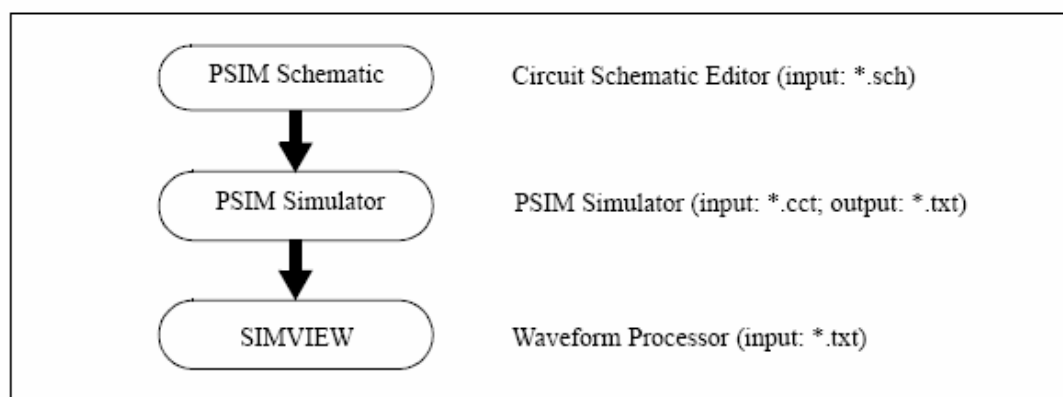 PSIM Schematic Circuit Schematic Editor (input: *.sch)
PSIM Simulator PSIM Simulator (input: *.cct; output: *.txt)
SIMVIEW Waveform Processor (input: *.txt)